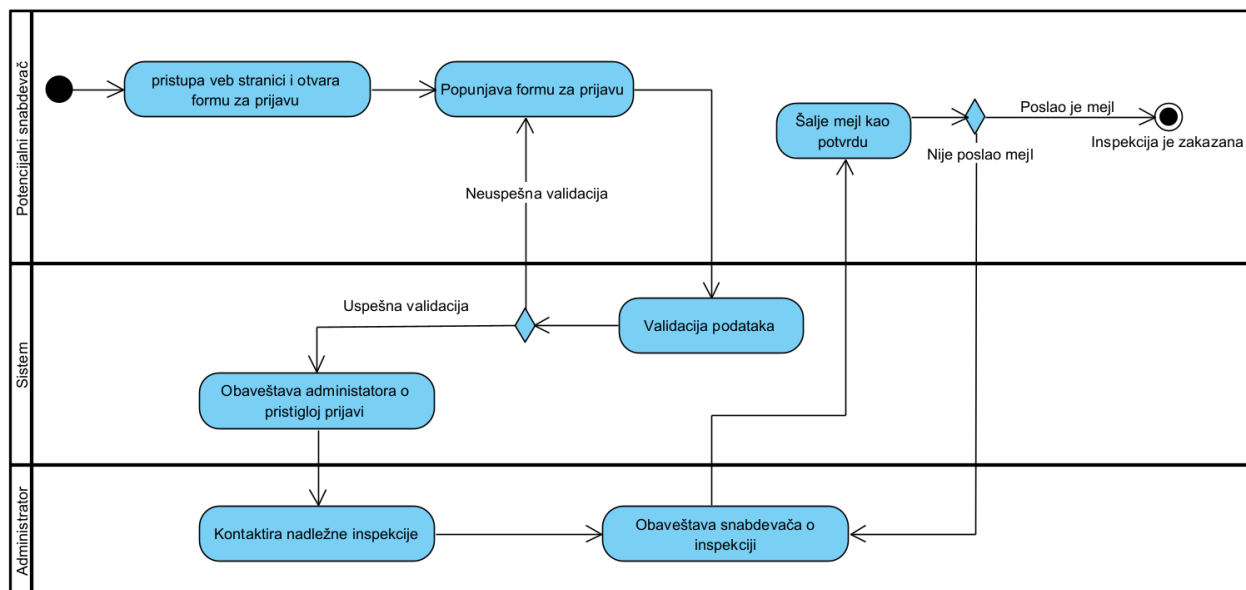 Potencijalni snabdevač
pristupa veb stranici i otvara
formu za prijavu
Popunjava formu za prijavu
Šalje mejl kao
potvrdu
Poslao je mejl
Inspekcija je zakazana
Nije poslao mejl
Neuspešna validacija
Sistem
Uspešna validacija
Validacija podataka
Obaveštava administatora o
pristigloj prijavi
Administrator
Kontaktira nadležne inspekcije
Obaveštava snabdevača o
inspekciji